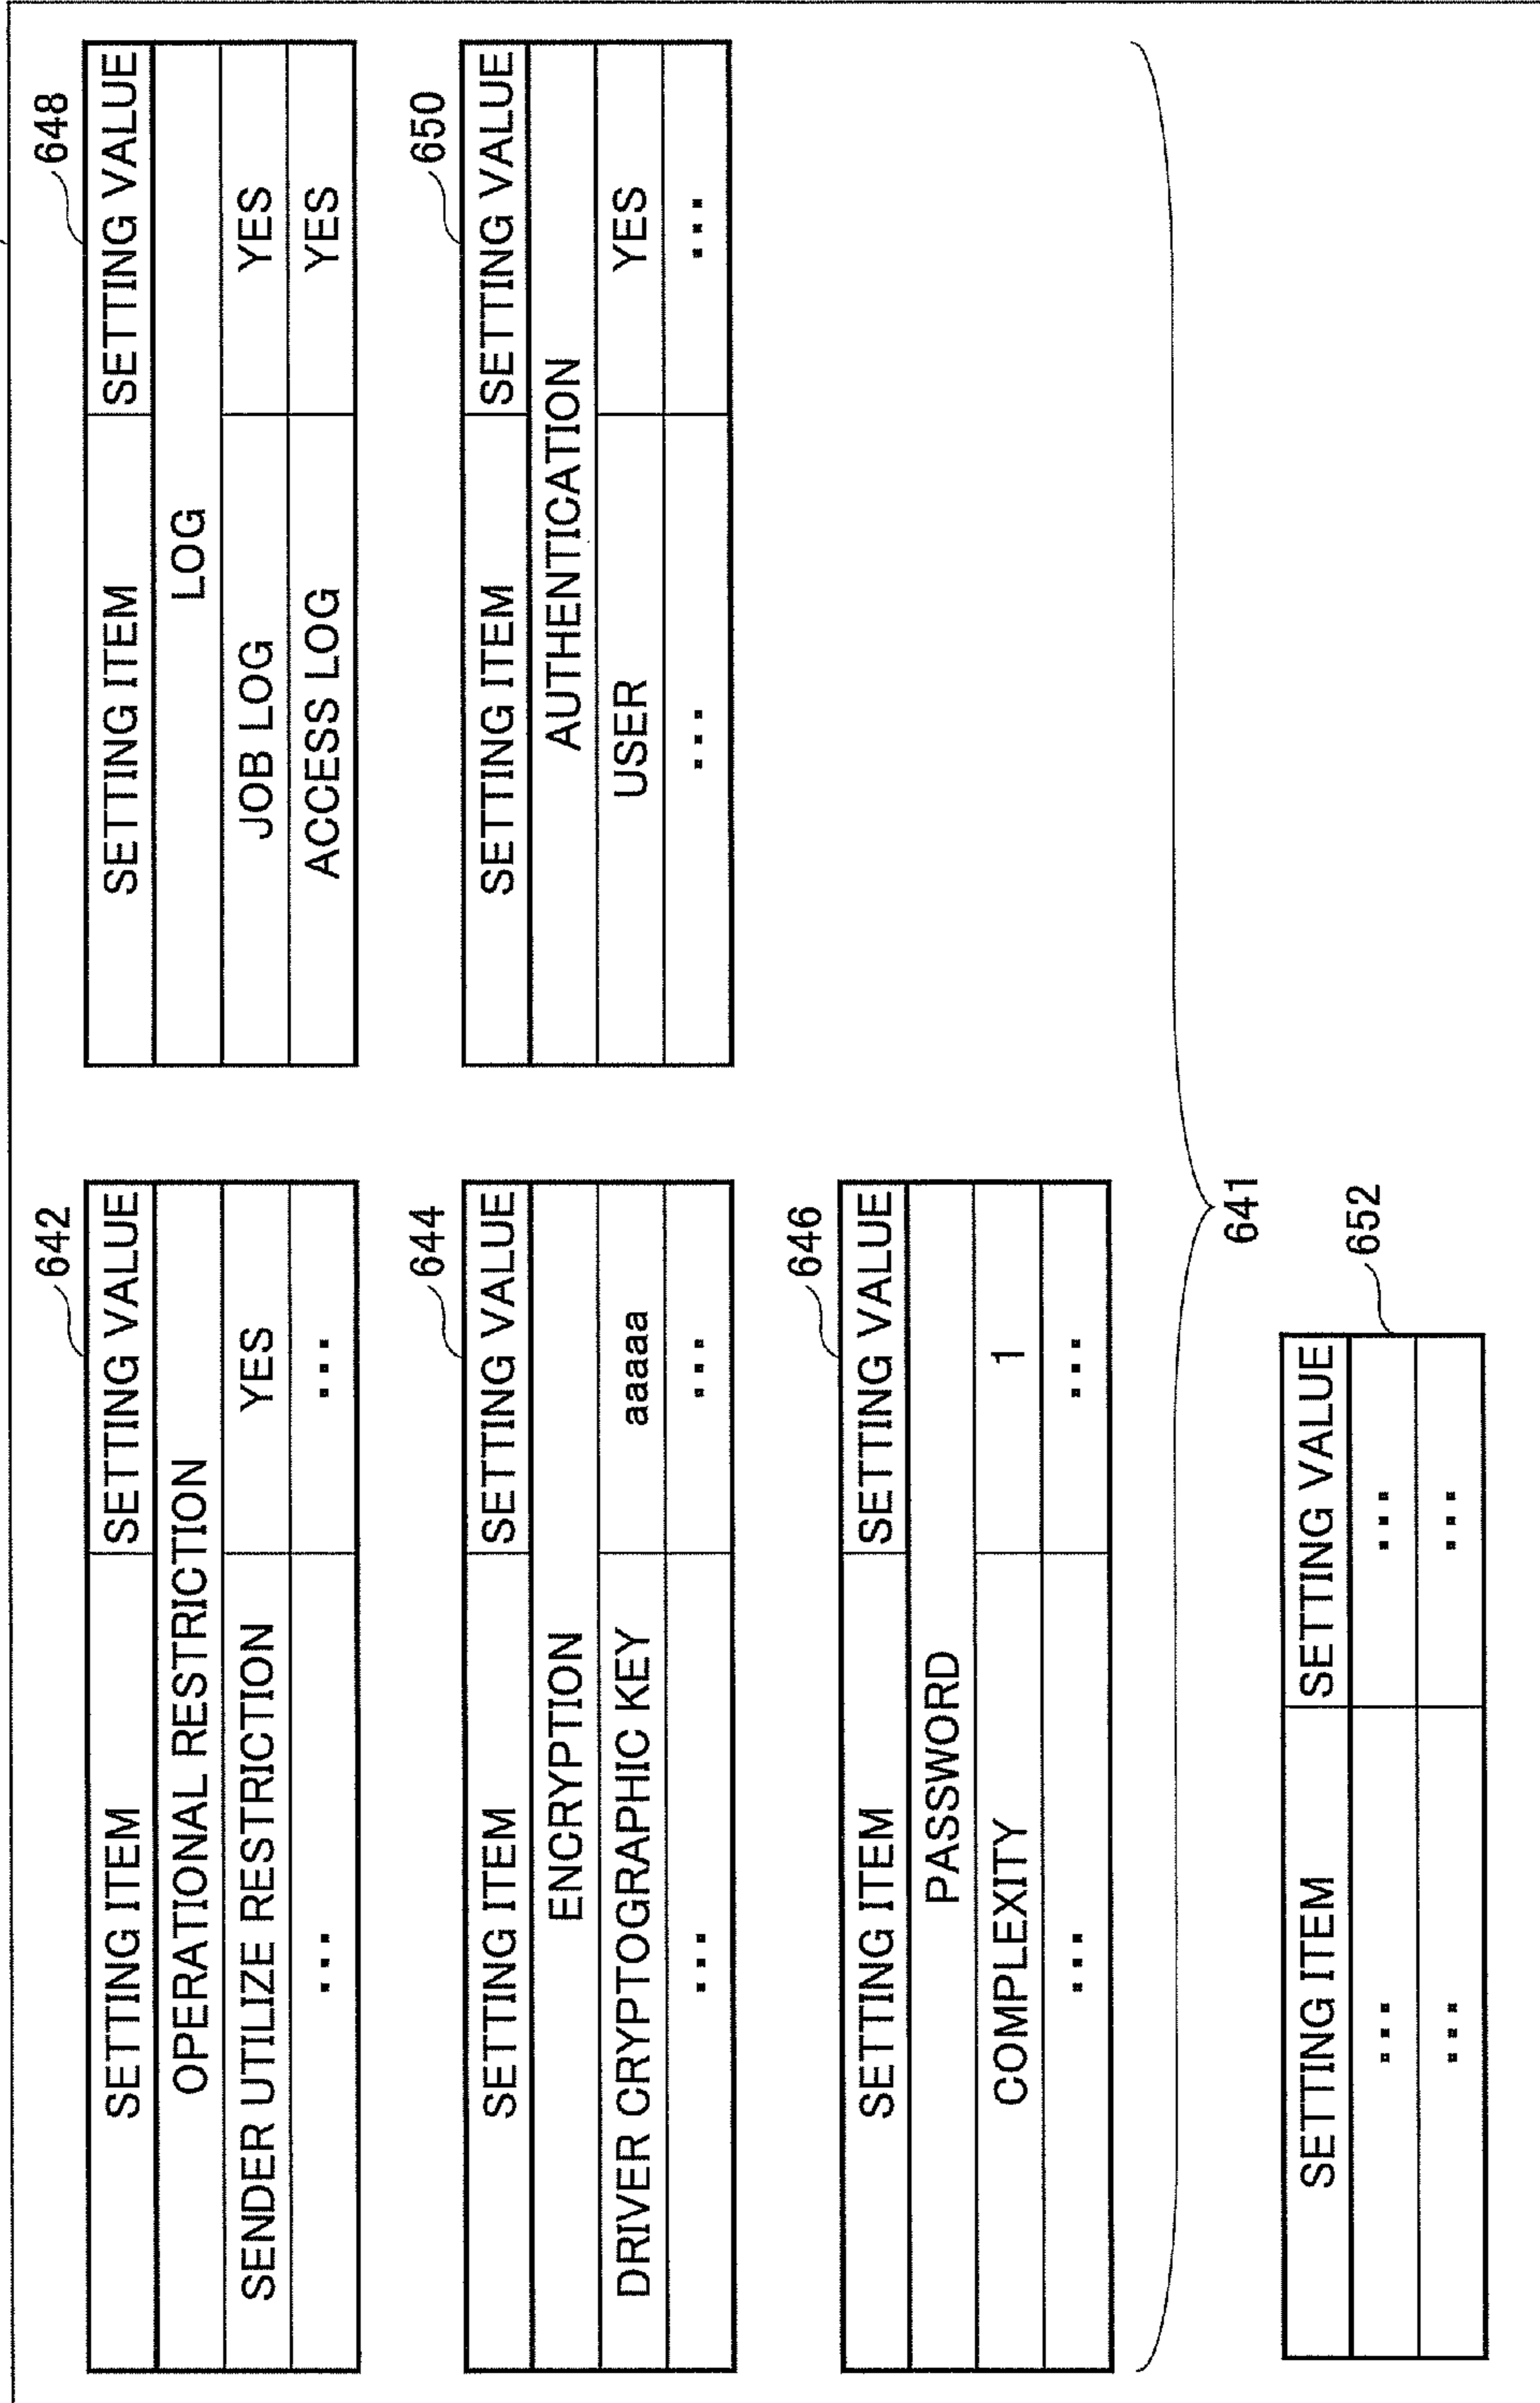 642
SETTING ITEM SETTING VALUE
OPERATIONAL RESTRICTION
SENDER UTILIZE RESTRICTION YES
... ...
644
SETTING ITEM SETTING VALUE
ENCRYPTION
DRIVER CRYPTOGRAPHIC KEY aaaaa
... ...
646
SETTING ITEM SETTING VALUE
PASSWORD
COMPLEXITY 1
... ...
648
SETTING ITEM SETTING VALUE
LOG
JOB LOG YES
ACCESS LOG YES
650
SETTING ITEM SETTING VALUE
AUTHENTICATION
USER YES
... ...
641
652
SETTING ITEM SETTING VALUE
... ...
... ...